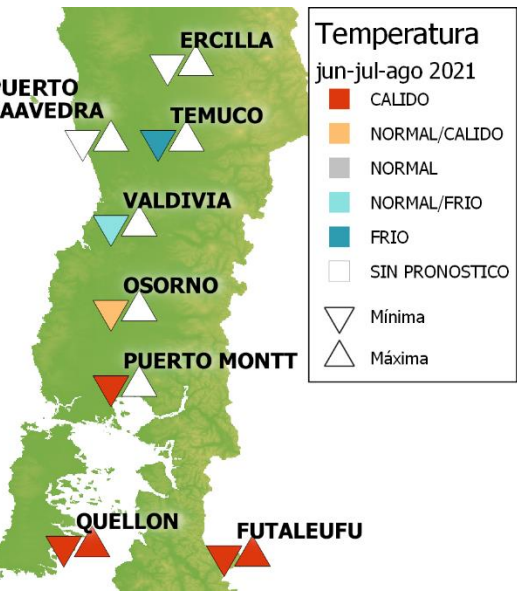 ERCILLA
PUERTO
AAVEDRA
TEMUCO
VALDIVIA
OSORNO
PUERTO MONTT
QUELLON
FUTALEUFU
Temperatura
jun-jul-ago 2021
CALIDO
NORMAL/CALIDO
NORMAL
NORMAL/FRIO
FRIO
SIN PRONOSTICO
Mínima
Máxima